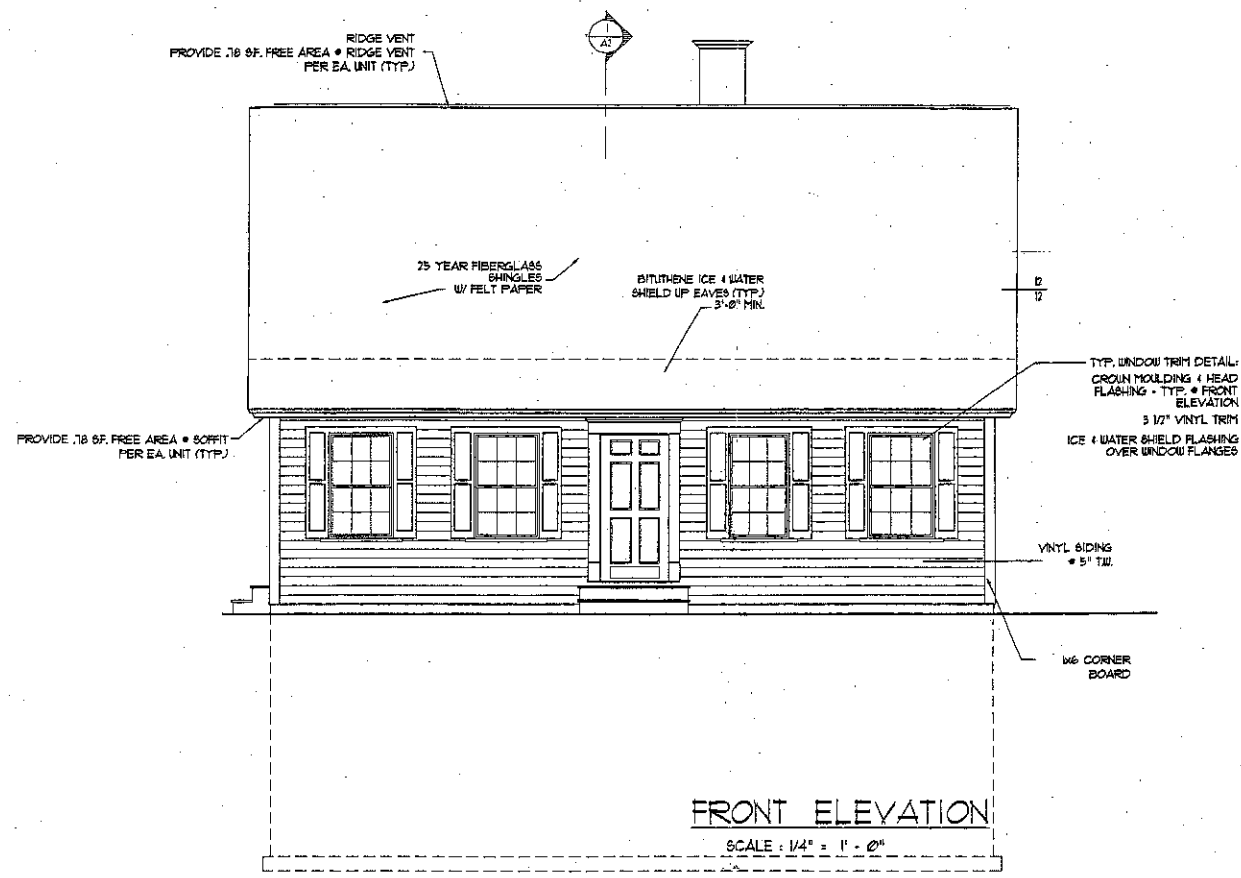 1
A2
RIDGE VENT
PROVIDE .78 SF. FREE AREA @ RIDGE VENT
PER EA. UNIT (TYP.)
25 YEAR FIBERGLASS
SHINGLES
W/ FELT PAPER
BITUTHENE ICE & WATER
SHIELD UP EAVES (TYP.)
3'-0" MIN.
12
12
TYP. WINDOW TRIM DETAIL:
CROWN MOULDING & HEAD
FLASHING - TYP. @ FRONT
ELEVATION
3 1/2" VINYL TRIM
ICE & WATER SHIELD FLASHING
OVER WINDOW FLANGES
PROVIDE .78 SF. FREE AREA @ SOFFIT
PER EA. UNIT (TYP.)
VINYL SIDING
@ 5" T.W.
1x6 CORNER
BOARD
FRONT ELEVATION
SCALE : 1/4" = 1' - 0"